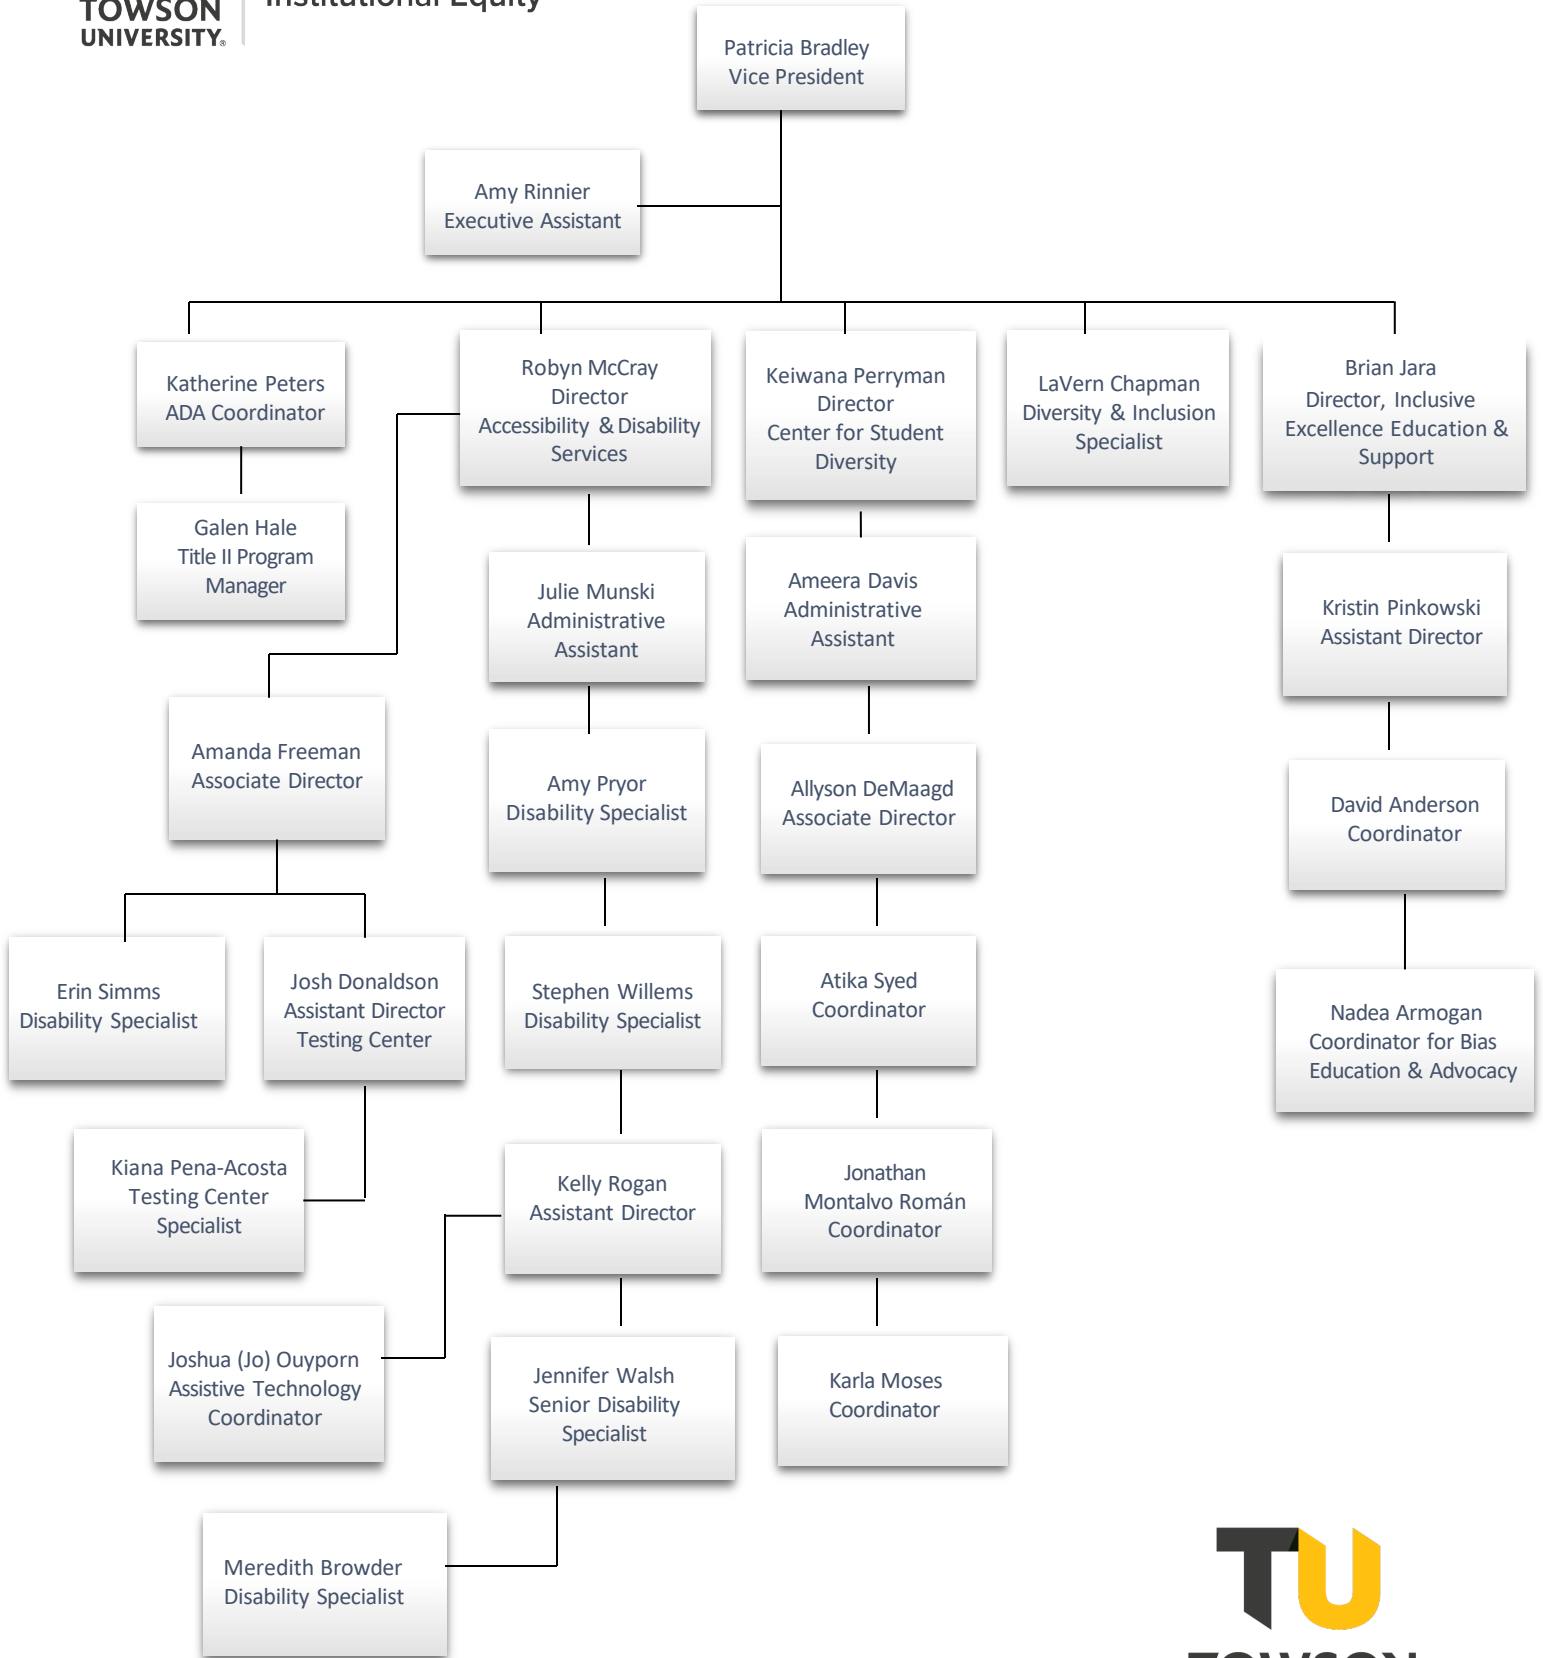 TOWSON
UNIVERSITY®
Institutional Equity
Patricia Bradley
Vice President
Amy Rinnier
Executive Assistant
Katherine Peters
ADA Coordinator
Robyn McCray
Director
Accessibility & Disability
Services
Keiwana Perryman
Director
Center for Student
Diversity
LaVern Chapman
Diversity & Inclusion
Specialist
Brian Jara
Director, Inclusive
Excellence Education &
Support
Galen Hale
Title II Program
Manager
Julie Munski
Administrative
Assistant
Ameera Davis
Administrative
Assistant
Kristin Pinkowski
Assistant Director
Amanda Freeman
Associate Director
Amy Pryor
Disability Specialist
Allyson DeMaagd
Associate Director
David Anderson
Coordinator
Erin Simms
Disability Specialist
Josh Donaldson
Assistant Director
Testing Center
Stephen Willems
Disability Specialist
Atika Syed
Coordinator
Nadea Armogan
Coordinator for Bias
Education & Advocacy
Kiana Pena-Acosta
Testing Center
Specialist
Kelly Rogan
Assistant Director
Jonathan
Montalvo Román
Coordinator
Joshua (Jo) Ouyporn
Assistive Technology
Coordinator
Jennifer Walsh
Senior Disability
Specialist
Karla Moses
Coordinator
Meredith Browder
Disability Specialist
TU
TOWSON